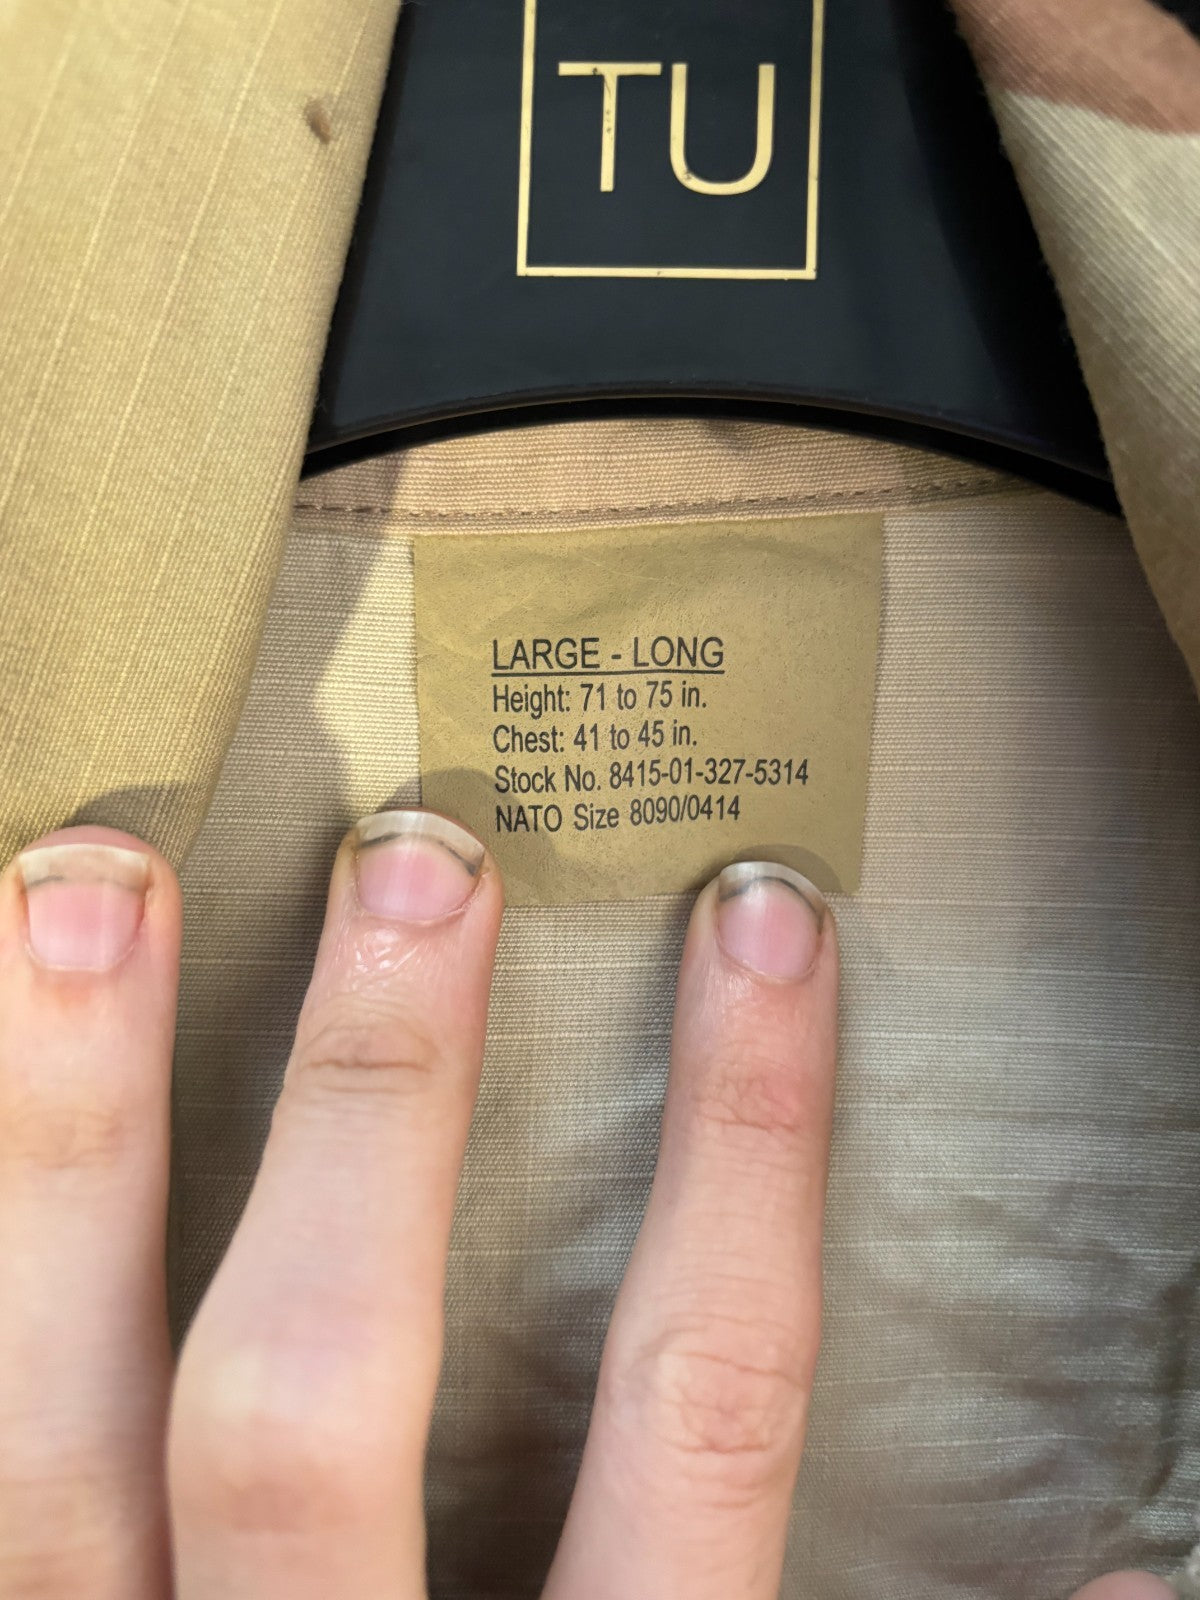 TU
LARGE - LONG
Height: 71 to 75 in.
Chest: 41 to 45 in.
Stock No. 8415-01-327-5314
NATO Size 8090/0414